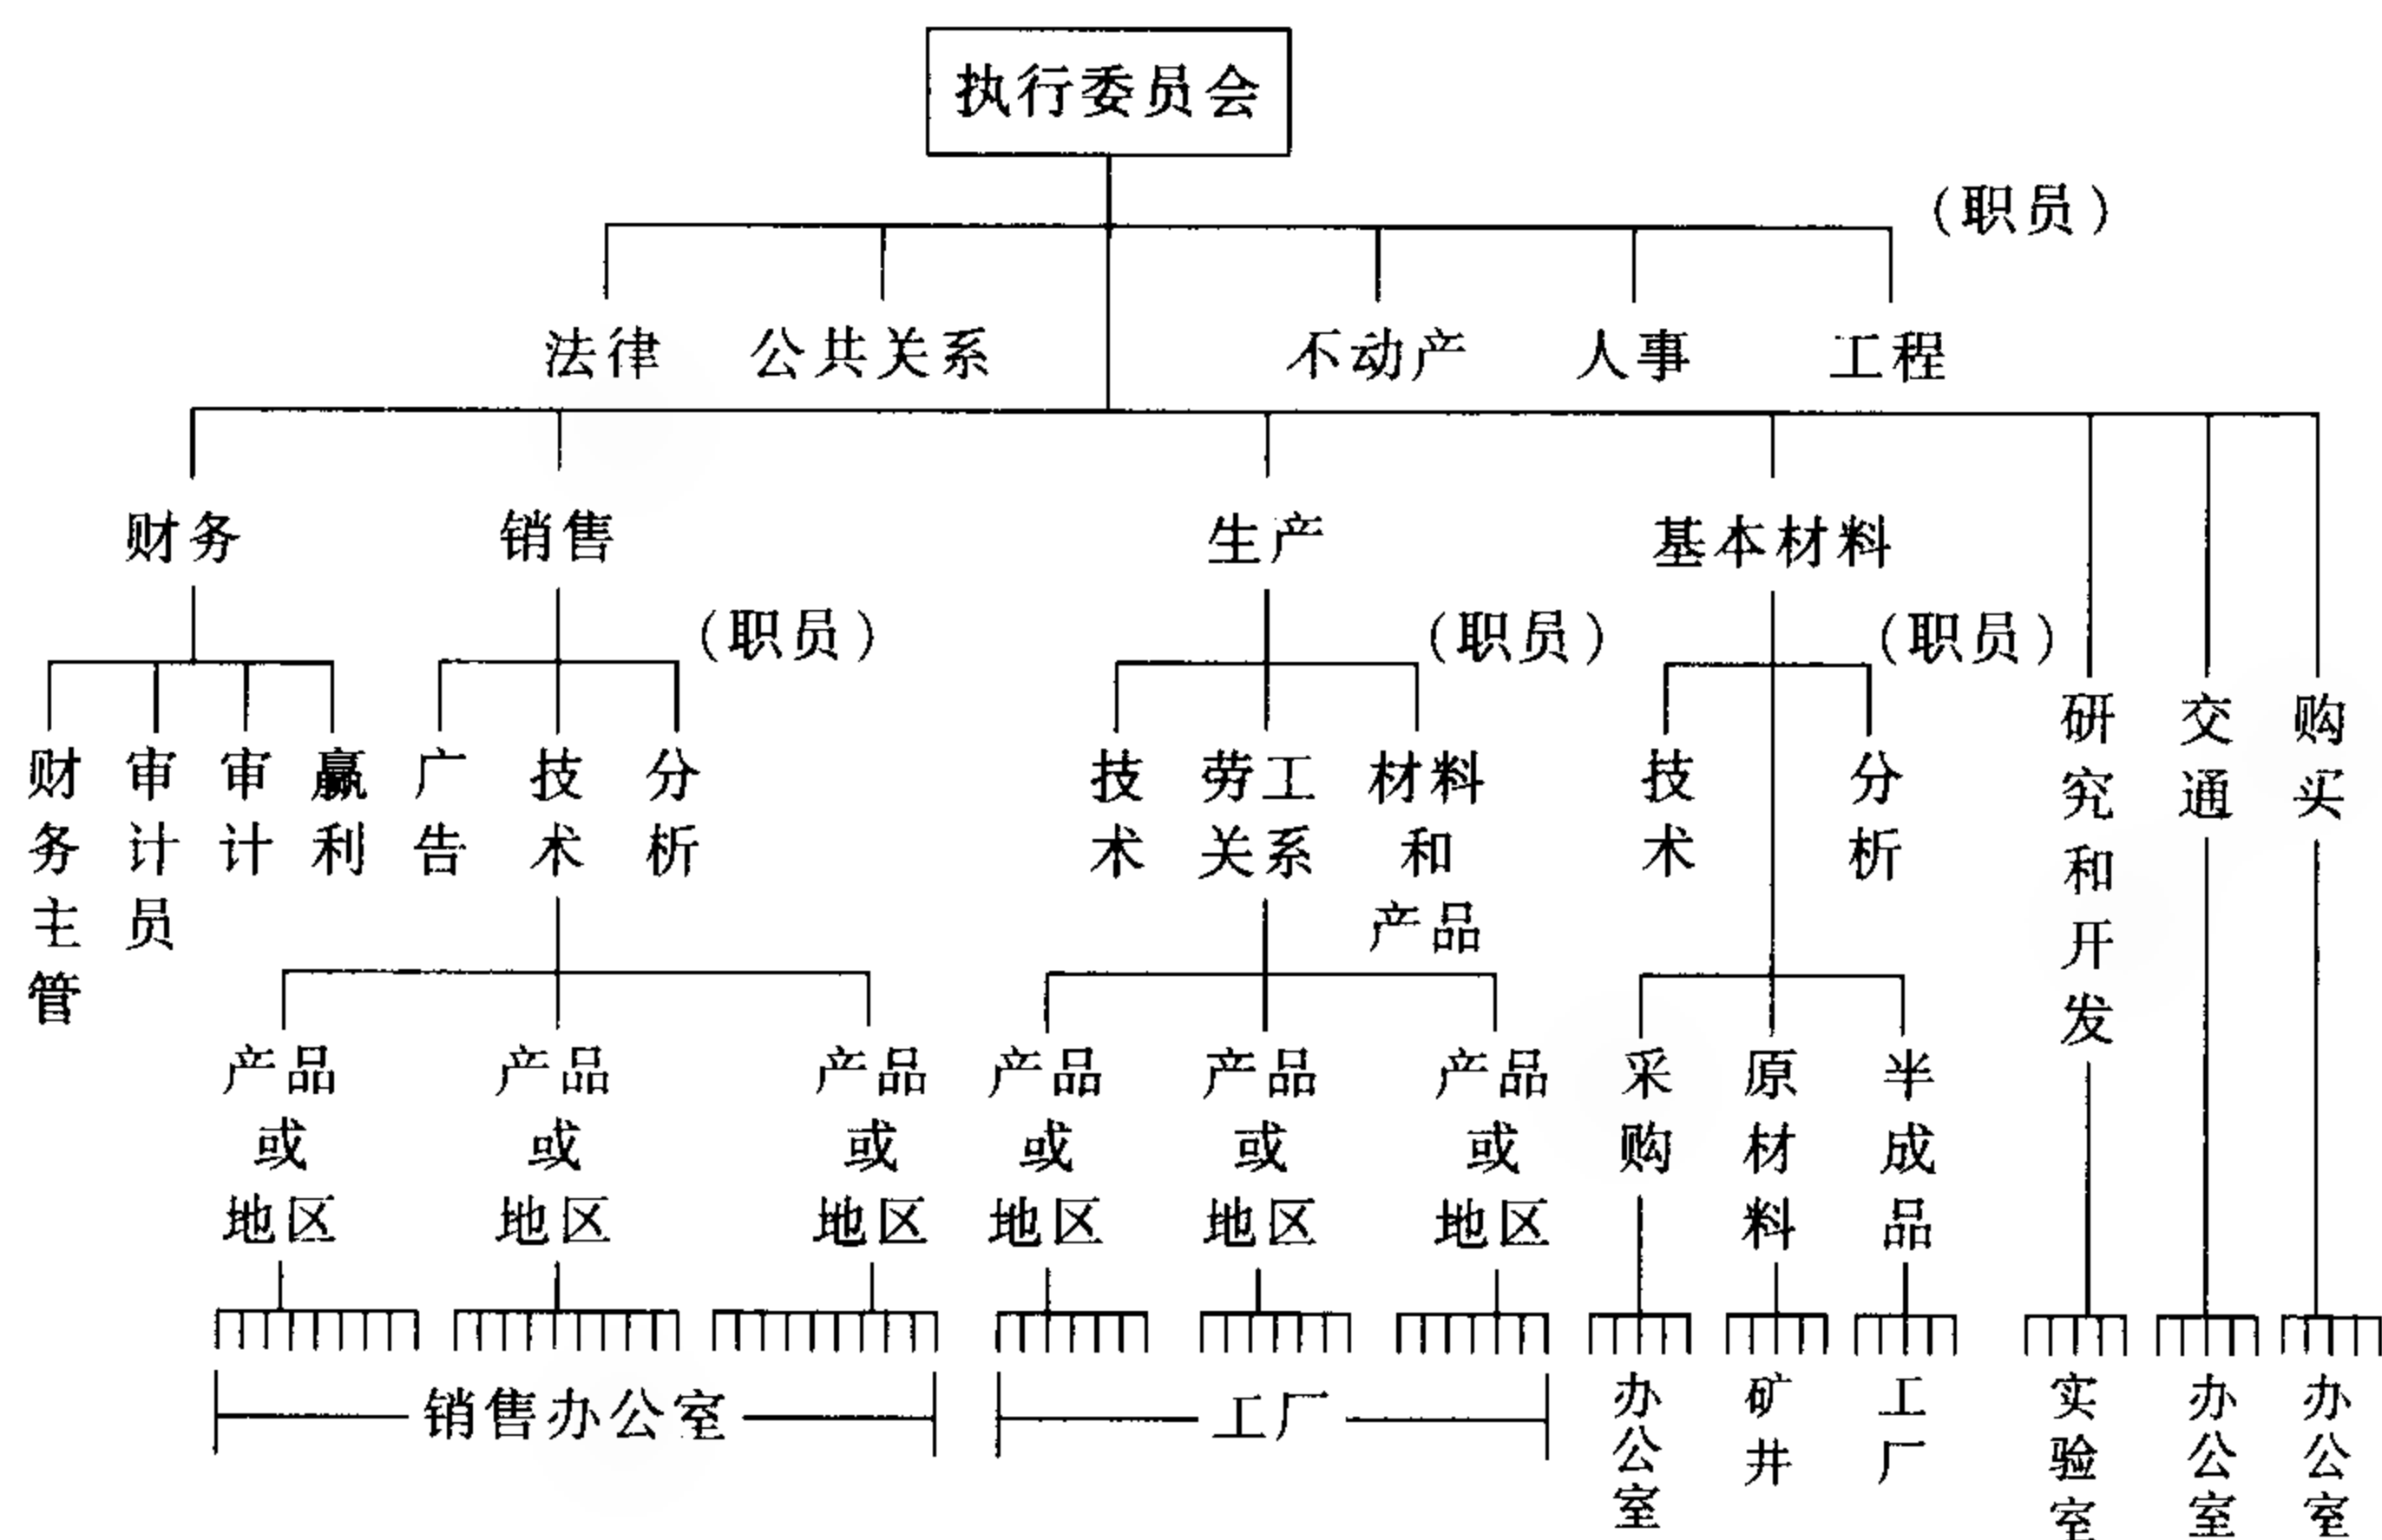 执行委员会
(职员)
法律 公共关系 不动产 人事 工程
财务 销售 生产 基本材料
(职员) (职员) (职员)
财务主管 审计员 审计 赢利 广告 技术 分析 技术 劳工关系 材料和产品 技术 分析 研究和开发 交通 购买
产品或地区 产品或地区 产品或地区 产品或地区 产品或地区 产品或地区 采购 原材料 半成品
销售办公室 工厂 办公室 矿井 工厂 实验室 办公室 办公室